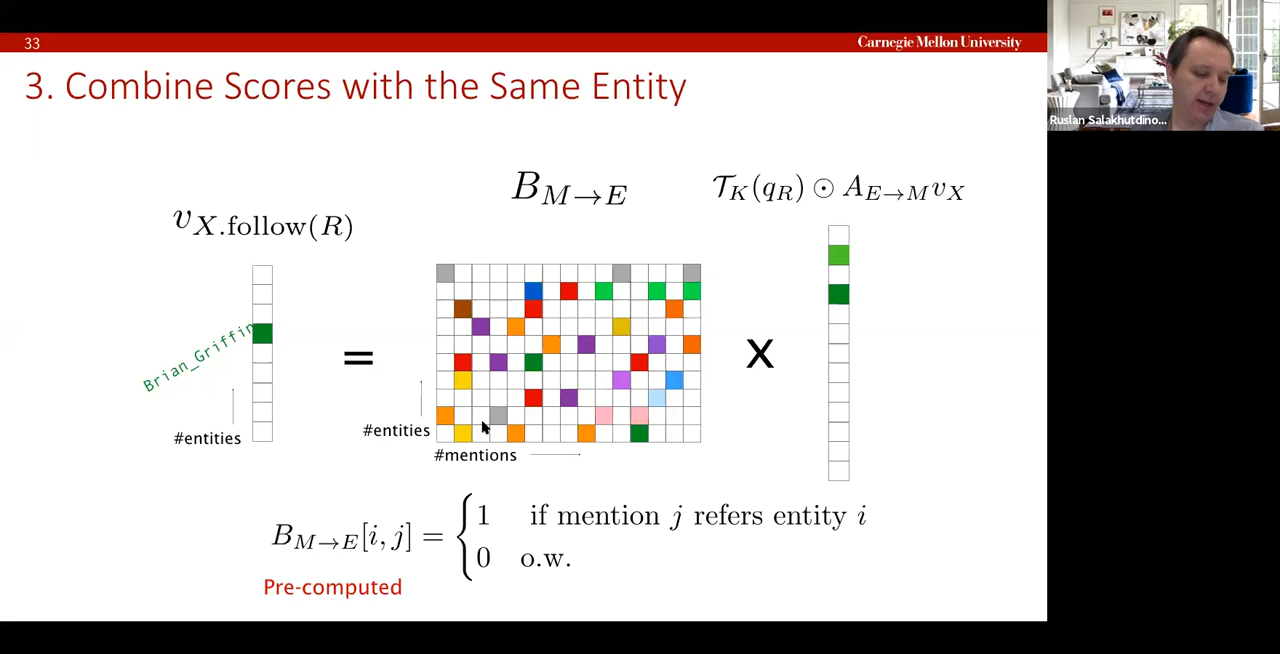 33
Carnegie Mellon University
3. Combine Scores with the Same Entity
Ruslan Salakhutdino...
B_{M→E}
𝒯_K(q_R) ⊙ A_{E→M}v_X
v_X.follow(R)
Brian_Griffin
=
x
#entities
#entities
#mentions
B_{M→E}[i, j] = { 1 if mention j refers entity i
0 o.w.
Pre-computed